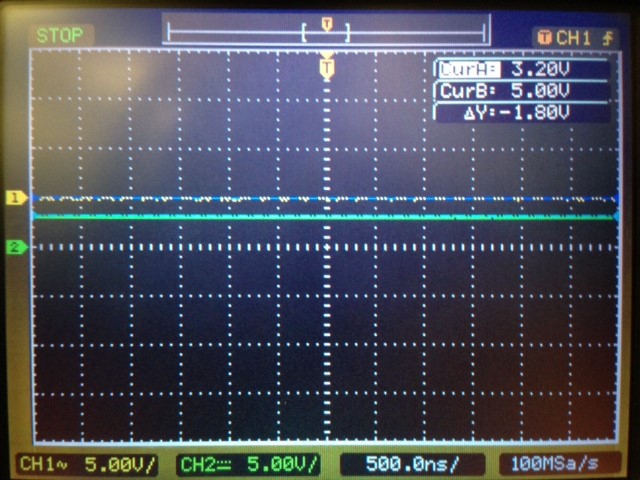 STOP
T
T CH1
T
CurA: 3.20V
CurB: 5.00V
ΔY:-1.80V
1
2
CH1~ 5.00V/ CH2⎓ 5.00V/ 500.0ns/ 100MSa/s